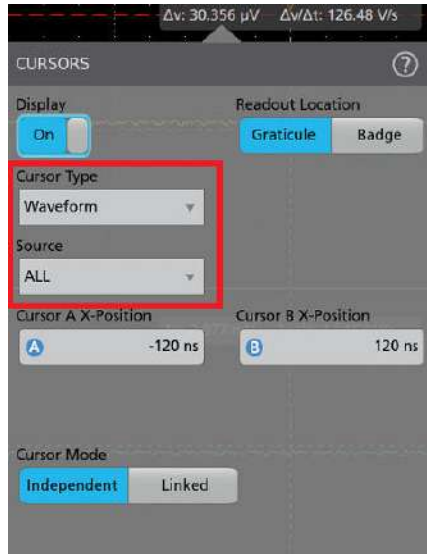 Δv: 30.356 µV Δv/Δt: 126.48 V/s
CURSORS ?
Display Readout Location
On Graticule Badge
Cursor Type
Waveform
Source
ALL
Cursor A X-Position Cursor B X-Position
A -120 ns B 120 ns
Cursor Mode
Independent Linked